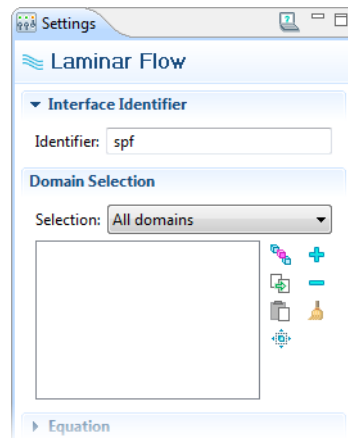 Settings
Laminar Flow
Interface Identifier
Identifier: spf
Domain Selection
Selection: All domains
Equation